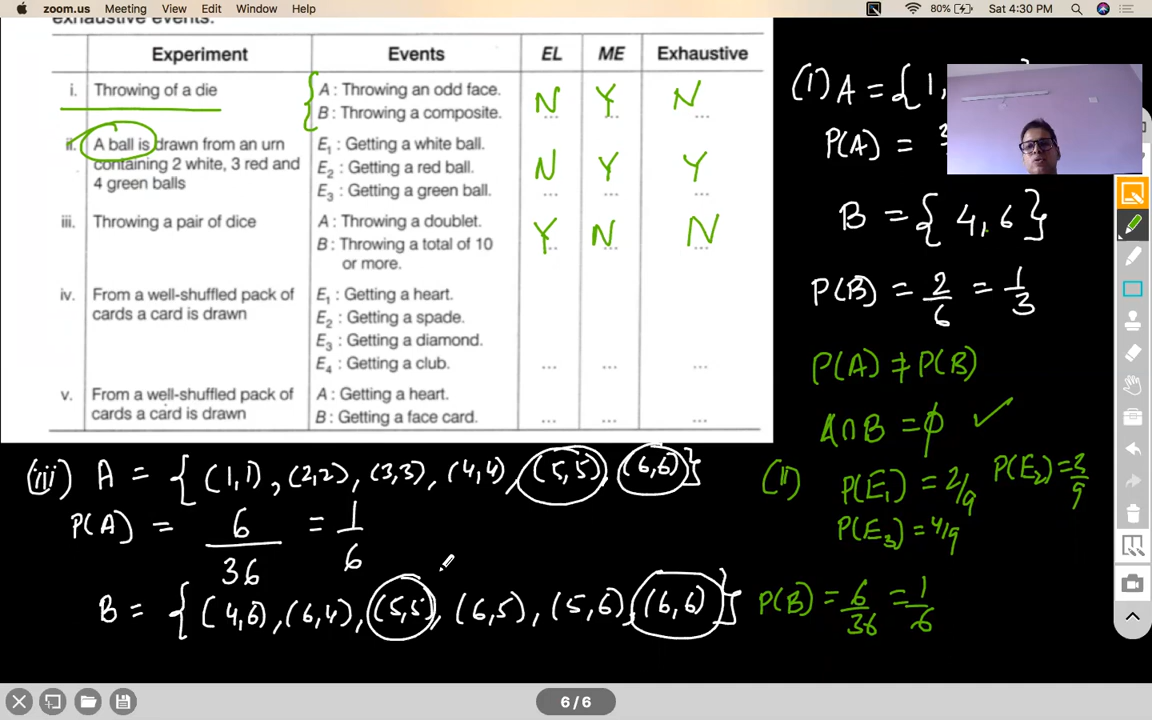 zoom.us Meeting View Edit Window Help 80% Sat 4:30 PM
exhaustive events.
Experiment Events EL ME Exhaustive
i. Throwing of a die A : Throwing an odd face. N Y N
B : Throwing a composite. ... ... ...
ii. A ball is drawn from an urn E₁ : Getting a white ball.
containing 2 white, 3 red and E₂ : Getting a red ball. N Y Y
4 green balls E₃ : Getting a green ball. ... ... ...
iii. Throwing a pair of dice A : Throwing a doublet. Y N N
B : Throwing a total of 10 ... ... ...
or more.
iv. From a well-shuffled pack of E₁ : Getting a heart.
cards a card is drawn E₂ : Getting a spade.
E₃ : Getting a diamond.
E₄ : Getting a club. ... ... ...
v. From a well-shuffled pack of A : Getting a heart.
cards a card is drawn B : Getting a face card. ... ... ...
(I) A = {1,
P(A) = 3
B = {4, 6}
P(B) = 2/6 = 1/3
P(A) ≠ P(B)
A∩B = ϕ ✓
(II) P(E₁) = 2/9 P(E₂) = 3/9
P(E₃) = 4/9
(iii) A = {(1,1), (2,2), (3,3), (4,4), (5,5), (6,6)}
P(A) = 6/36 = 1/6
B = {(4,6), (6,4), (5,5), (6,5), (5,6), (6,6)} P(B) = 6/36 = 1/6
6/6